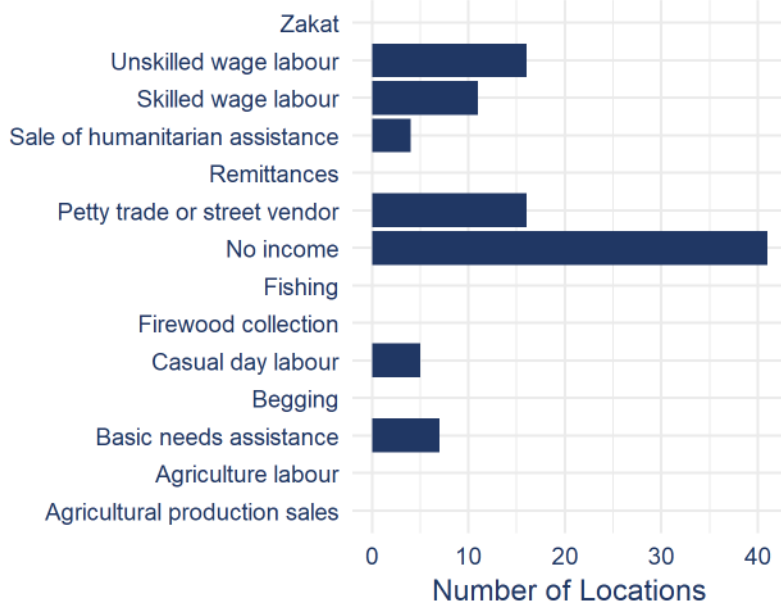 Zakat
Unskilled wage labour
Skilled wage labour
Sale of humanitarian assistance
Remittances
Petty trade or street vendor
No income
Fishing
Firewood collection
Casual day labour
Begging
Basic needs assistance
Agriculture labour
Agricultural production sales
0 10 20 30 40
Number of Locations